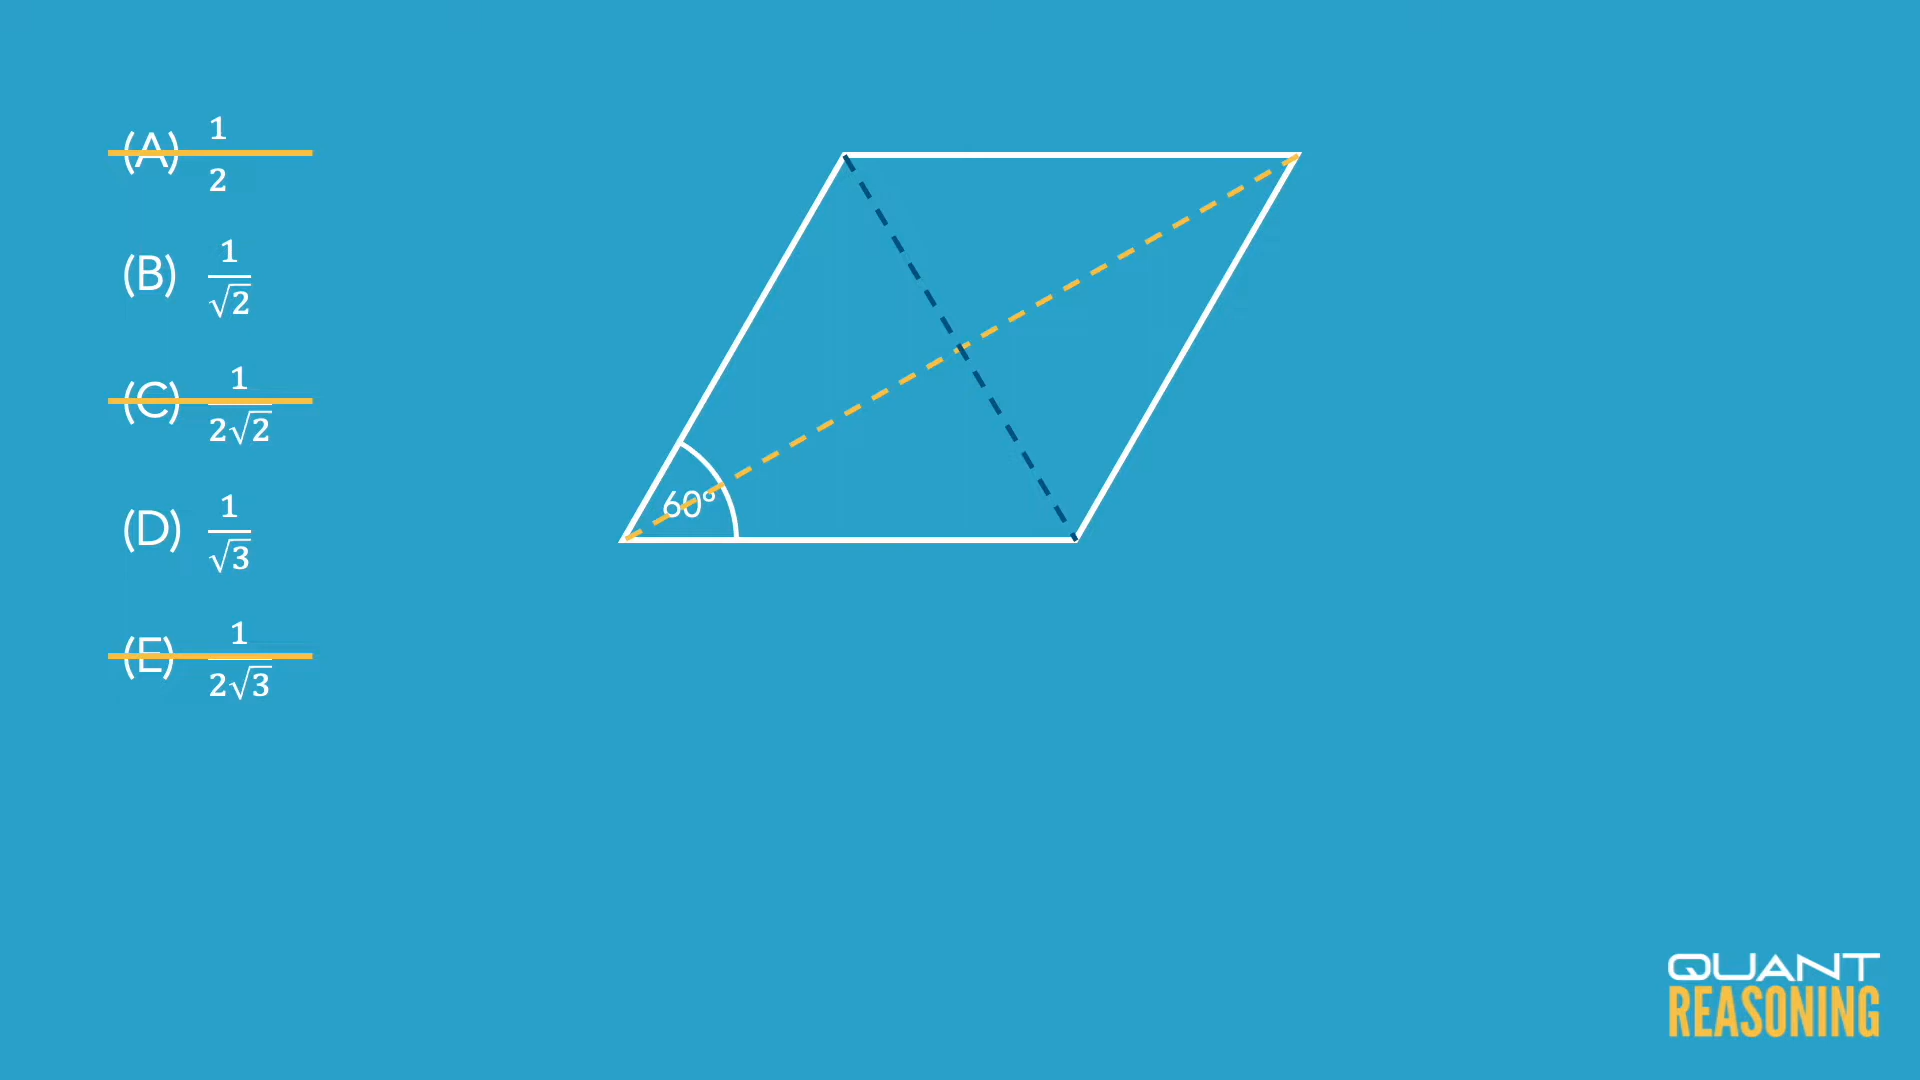 (A) 1/2
(B) 1/√2
(C) 1/2√2
(D) 1/√3
(E) 1/2√3
60°
QUANT
REASONING